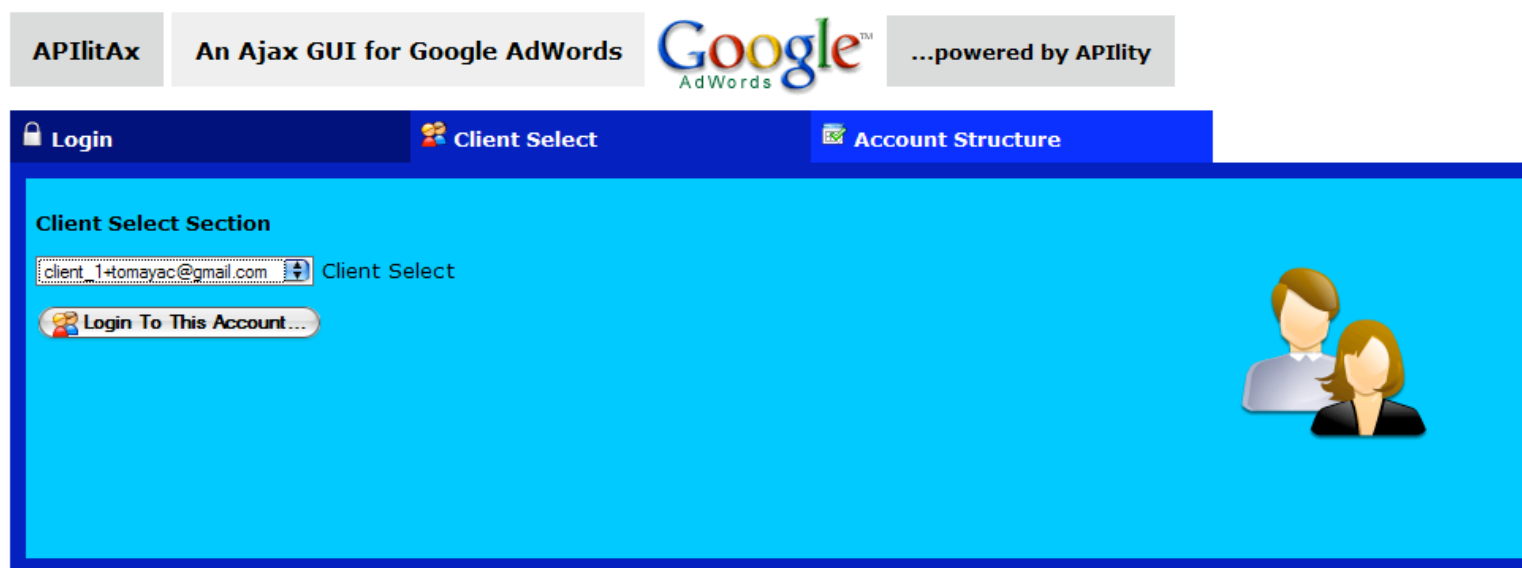 APIlitAx
An Ajax GUI for Google AdWords
Google™
AdWords
...powered by APIlity
Login
Client Select
Account Structure
Client Select Section
client_1+tomayac@gmail.com
Client Select
Login To This Account...